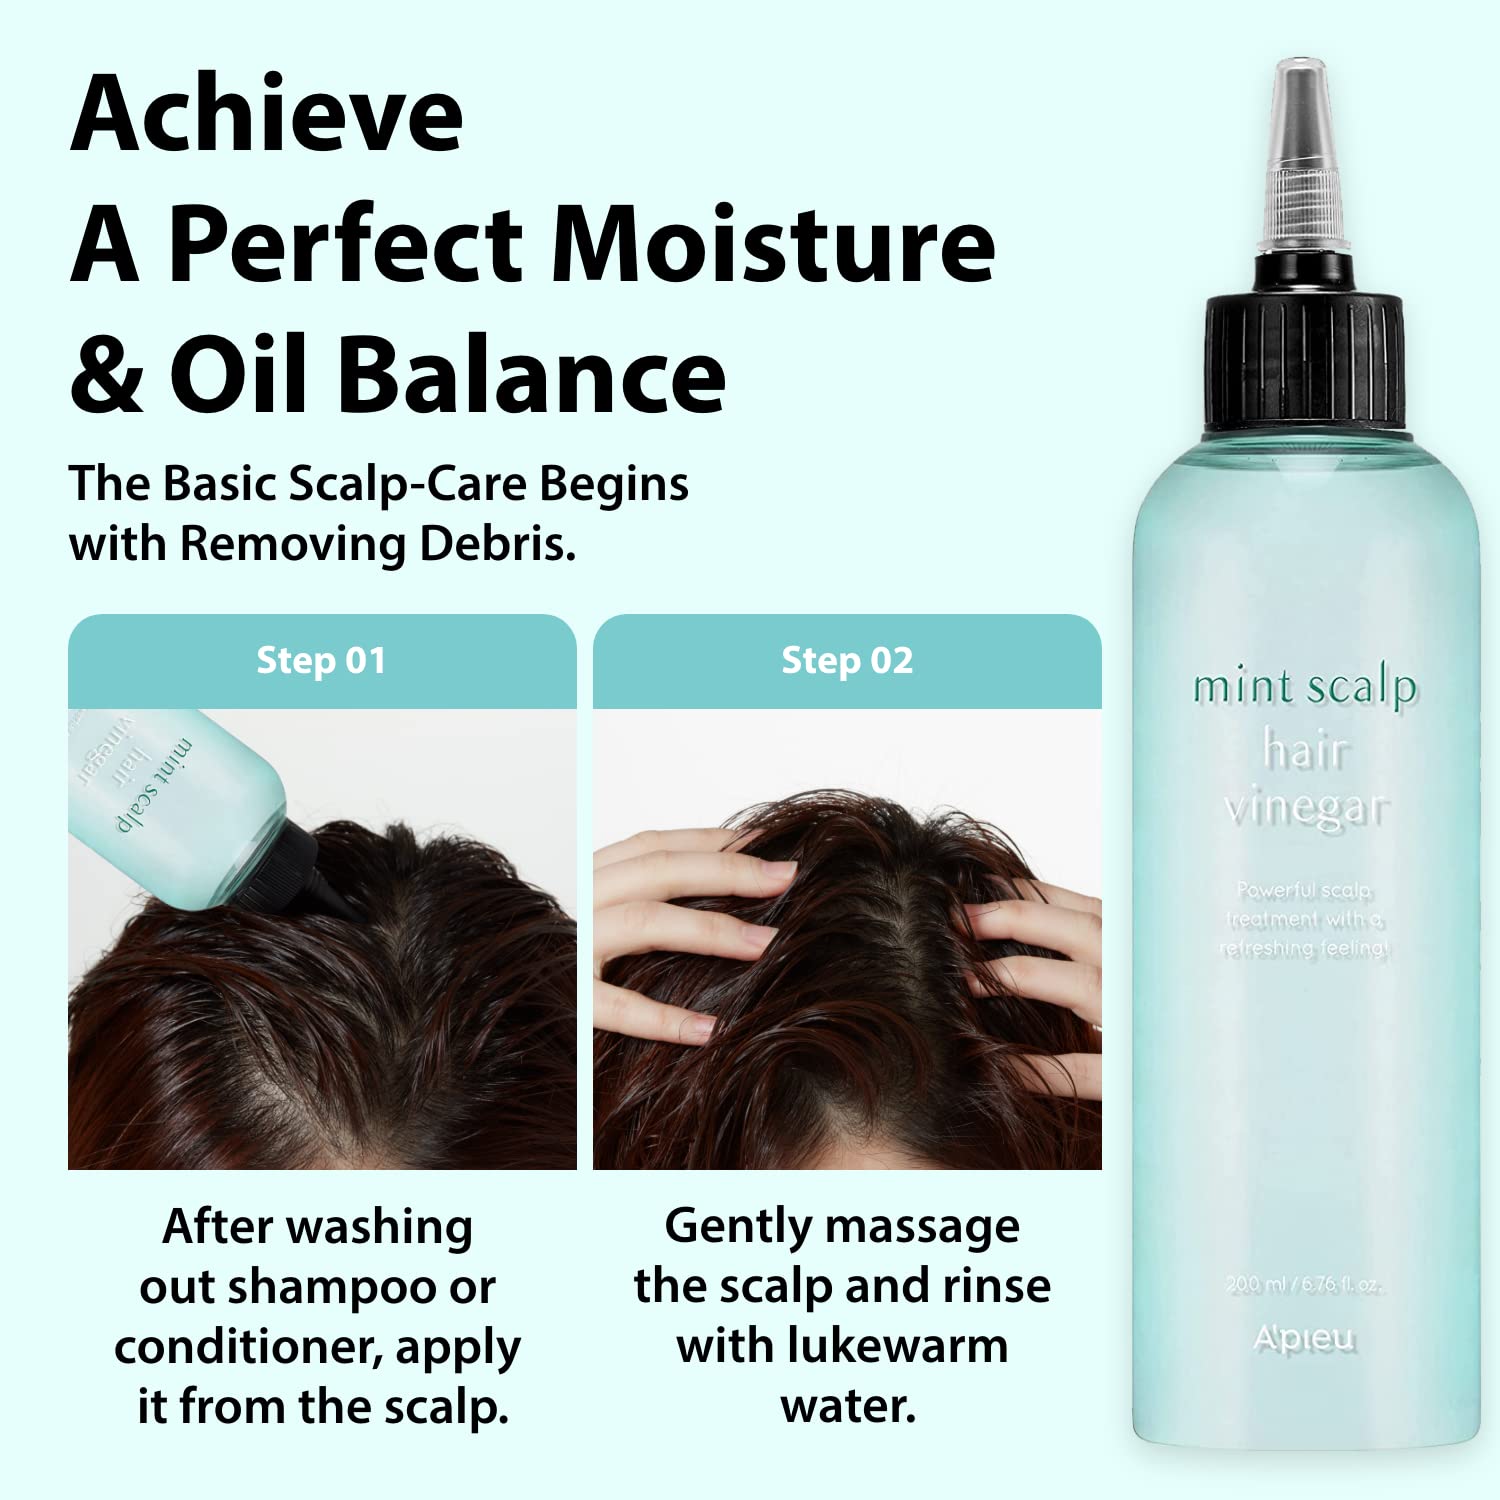 Achieve
A Perfect Moisture
& Oil Balance
The Basic Scalp-Care Begins
with Removing Debris.
Step 01
mint scalp
hair
vinegar
After washing
out shampoo or
conditioner, apply
it from the scalp.
Step 02
Gently massage
the scalp and rinse
with lukewarm
water.
mint scalp
hair
vinegar
Powerful scalp
treatment with a
refreshing feeling!
200 ml / 6.76 fl. oz.
A'pieu